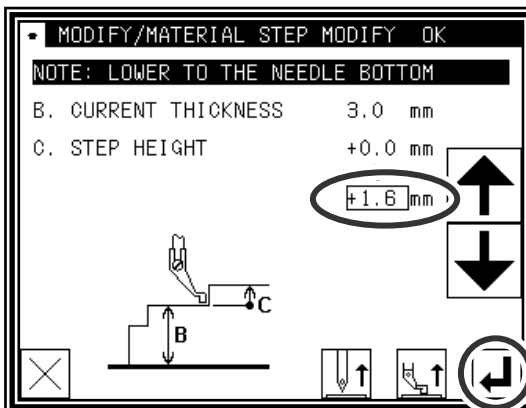 MODIFY/MATERIAL STEP MODIFY OK
NOTE: LOWER TO THE NEEDLE BOTTOM
B. CURRENT THICKNESS 3.0 mm
C. STEP HEIGHT +0.0 mm
+1.6 mm
C
B